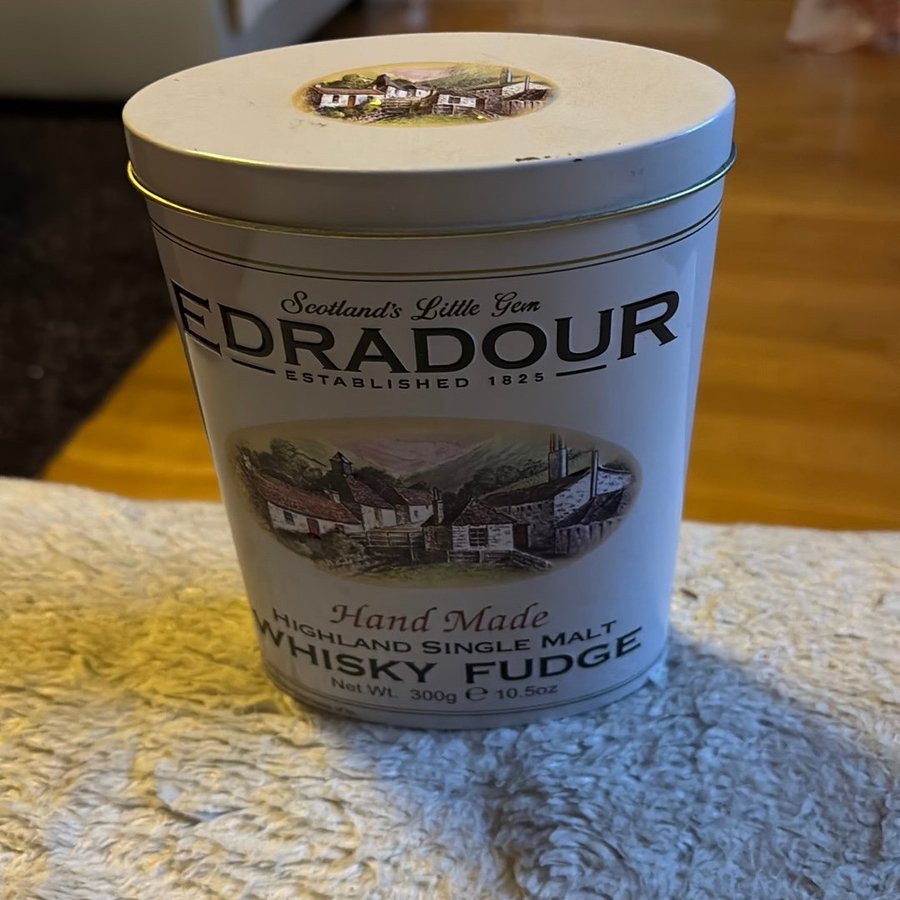 Scotland's Little Gem
EDRADOUR
ESTABLISHED 1825
Hand Made
HIGHLAND SINGLE MALT
WHISKY FUDGE
Net Wt. 300g ℮ 10.5oz